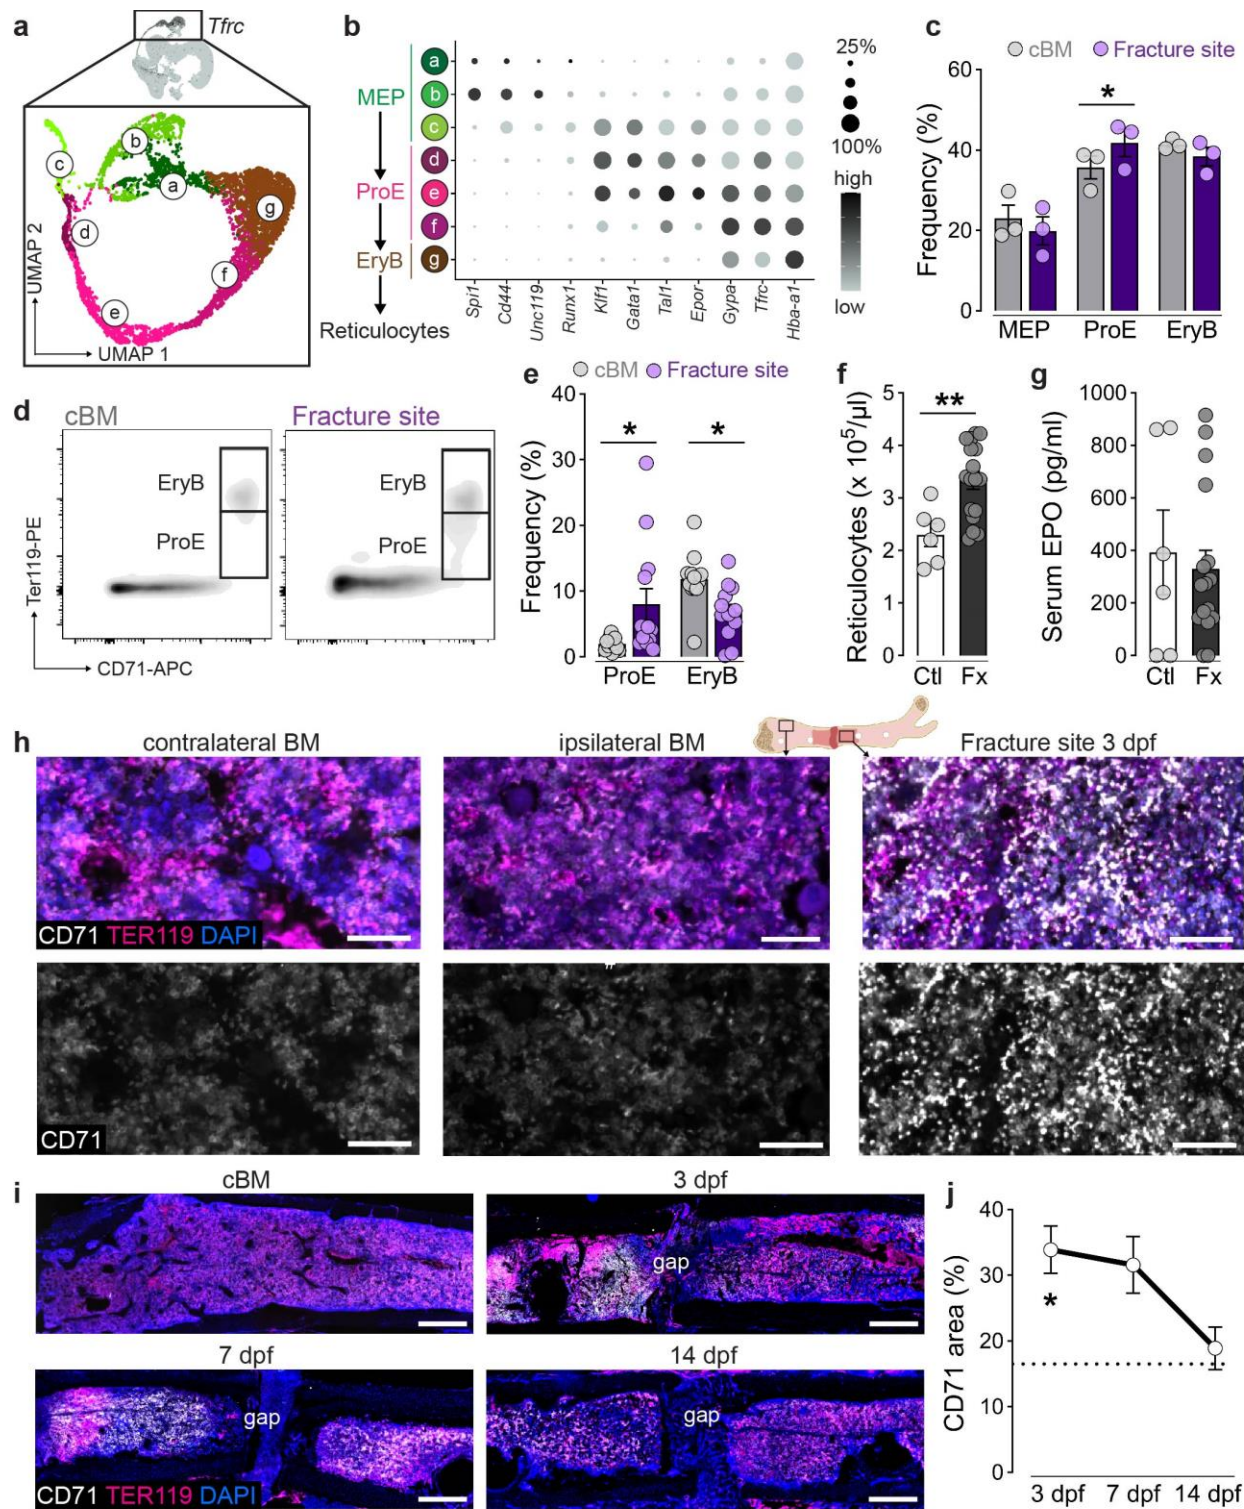 a
Tfrc
c
b
a
g
d
f
e
UMAP 2
UMAP 1
b
MEP
ProE
EryB
Reticulocytes
a
b
c
d
e
f
g
Spi1
Cd44
Unc119
Runx1
Klf1
Gata1
Tal1
Epor
Gypa
Tfrc
Hba-a1
25%
100%
high
low
c
cBM Fracture site
Frequency (%)
60
40
20
0
*
MEP ProE EryB
d
cBM
Fracture site
EryB
ProE
EryB
ProE
Ter119-PE
CD71-APC
e
cBM Fracture site
Frequency (%)
40
30
20
10
0
* *
ProE EryB
f
Reticulocytes (x 10⁵/µl)
5
4
3
2
1
0
**
Ctl Fx
g
Serum EPO (pg/ml)
1000
800
600
400
200
0
Ctl Fx
h
contralateral BM
ipsilateral BM
Fracture site 3 dpf
CD71 TER119 DAPI
CD71
i
cBM
3 dpf
gap
7 dpf
14 dpf
gap
gap
CD71 TER119 DAPI
j
CD71 area (%)
40
30
20
10
0
*
3 dpf 7 dpf 14 dpf